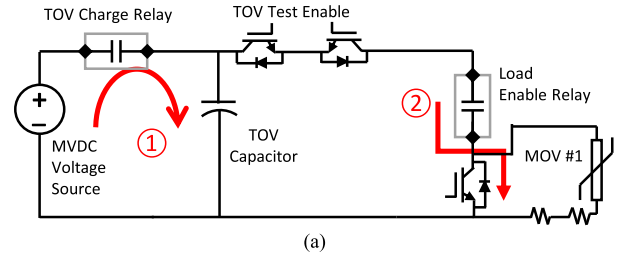 TOV Charge Relay
TOV Test Enable
Load
Enable Relay
MVDC
Voltage
Source
1
TOV
Capacitor
2
MOV #1
(a)